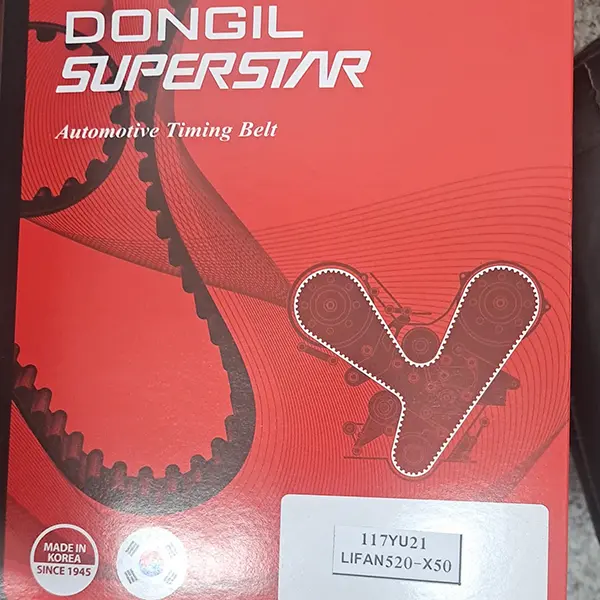 DONGIL
SUPERSTAR
Automotive Timing Belt
MADE IN
KOREA
SINCE 1945
117YU21
LIFAN520-X50